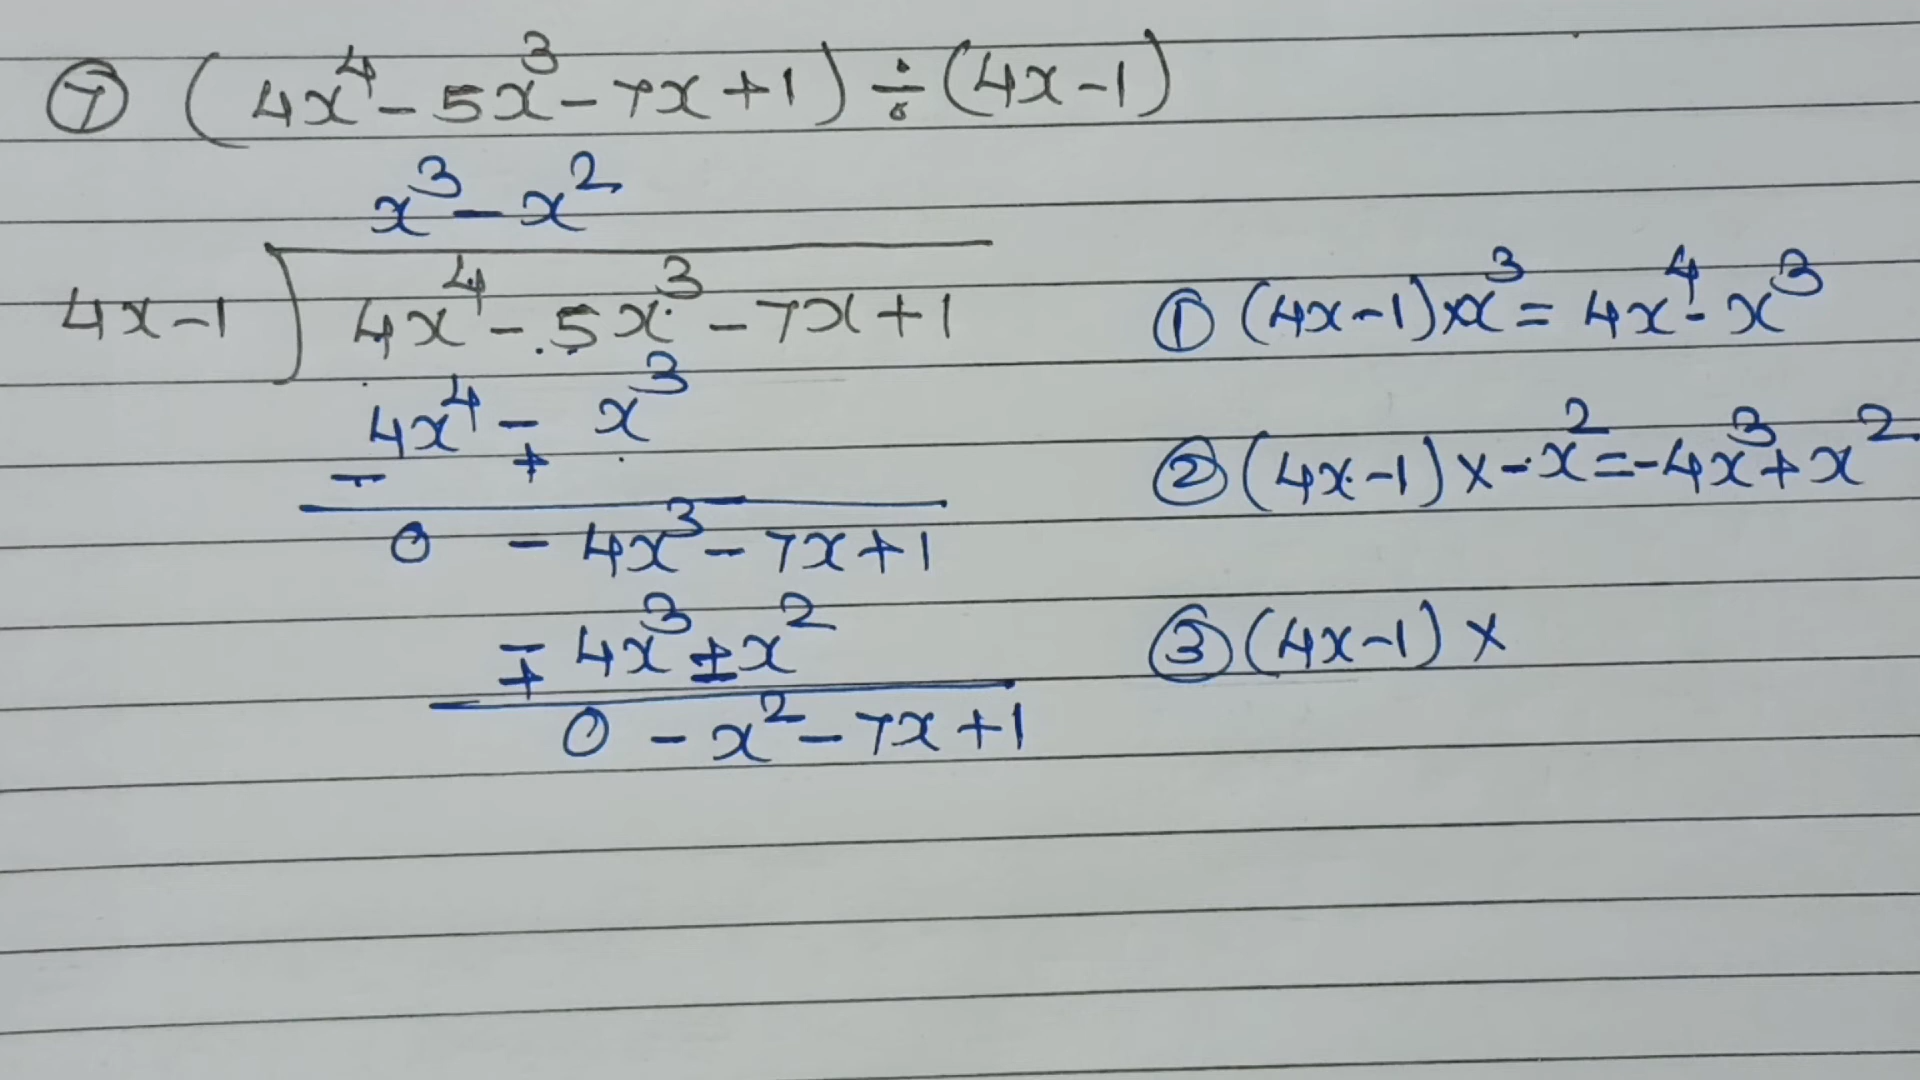 ⑦ (4x⁴ - 5x³ - 7x + 1) ÷ (4x - 1)
x³ - x²
4x - 1 ) 4x⁴ - 5x³ - 7x + 1
4x⁴ - x³
- +
0 - 4x³ - 7x + 1
∓ 4x³ ± x²
0 - x² - 7x + 1
① (4x - 1) × x³ = 4x⁴ - x³
② (4x - 1) × - x² = - 4x³ + x²
③ (4x - 1) ×